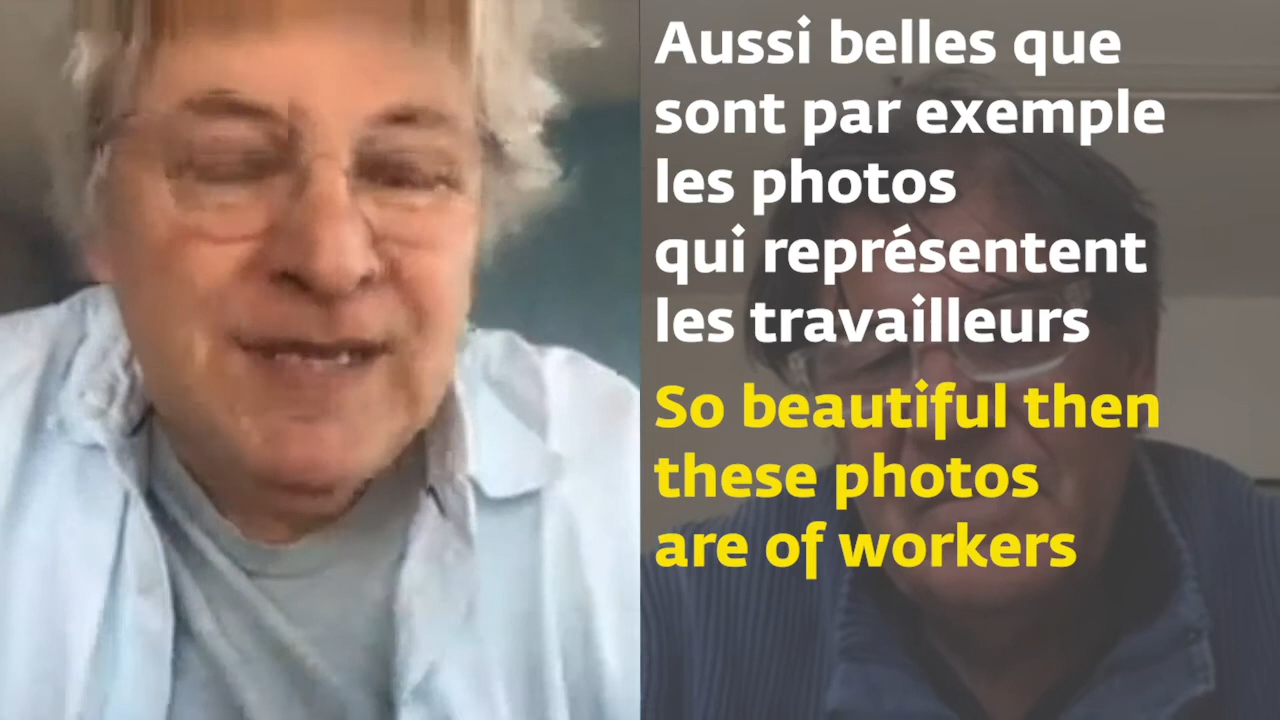 Aussi belles que
sont par exemple
les photos
qui représentent
les travailleurs
So beautiful then
these photos
are of workers